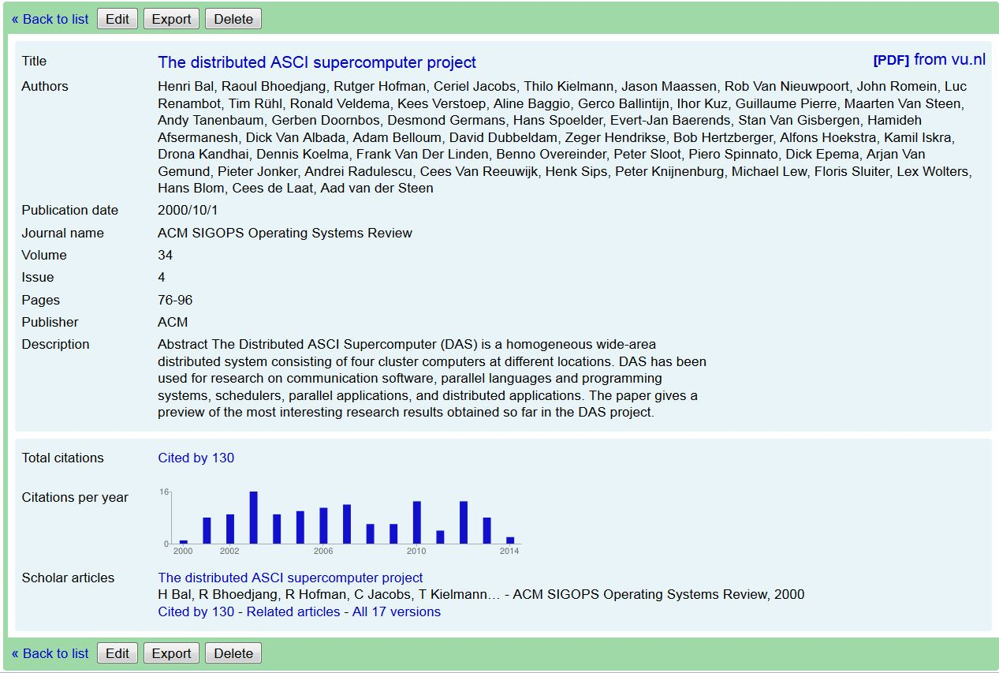 « Back to list Edit Export Delete
Title The distributed ASCI supercomputer project [PDF] from vu.nl
Authors Henri Bal, Raoul Bhoedjang, Rutger Hofman, Ceriel Jacobs, Thilo Kielmann, Jason Maassen, Rob Van Nieuwpoort, John Romein, Luc
Renambot, Tim Rühl, Ronald Veldema, Kees Verstoep, Aline Baggio, Gerco Ballintijn, Ihor Kuz, Guillaume Pierre, Maarten Van Steen,
Andy Tanenbaum, Gerben Doornbos, Desmond Germans, Hans Spoelder, Evert-Jan Baerends, Stan Van Gisbergen, Hamideh
Afsermanesh, Dick Van Albada, Adam Belloum, David Dubbeldam, Zeger Hendrikse, Bob Hertzberger, Alfons Hoekstra, Kamil Iskra,
Drona Kandhai, Dennis Koelma, Frank Van Der Linden, Benno Overeinder, Peter Sloot, Piero Spinnato, Dick Epema, Arjan Van
Gemund, Pieter Jonker, Andrei Radulescu, Cees Van Reeuwijk, Henk Sips, Peter Knijnenburg, Michael Lew, Floris Sluiter, Lex Wolters,
Hans Blom, Cees de Laat, Aad van der Steen
Publication date 2000/10/1
Journal name ACM SIGOPS Operating Systems Review
Volume 34
Issue 4
Pages 76-96
Publisher ACM
Description Abstract The Distributed ASCI Supercomputer (DAS) is a homogeneous wide-area
distributed system consisting of four cluster computers at different locations. DAS has been
used for research on communication software, parallel languages and programming
systems, schedulers, parallel applications, and distributed applications. The paper gives a
preview of the most interesting research results obtained so far in the DAS project.
Total citations Cited by 130
Citations per year 16
0
2000 2002 2006 2010 2014
Scholar articles The distributed ASCI supercomputer project
H Bal, R Bhoedjang, R Hofman, C Jacobs, T Kielmann… - ACM SIGOPS Operating Systems Review, 2000
Cited by 130 - Related articles - All 17 versions
« Back to list Edit Export Delete